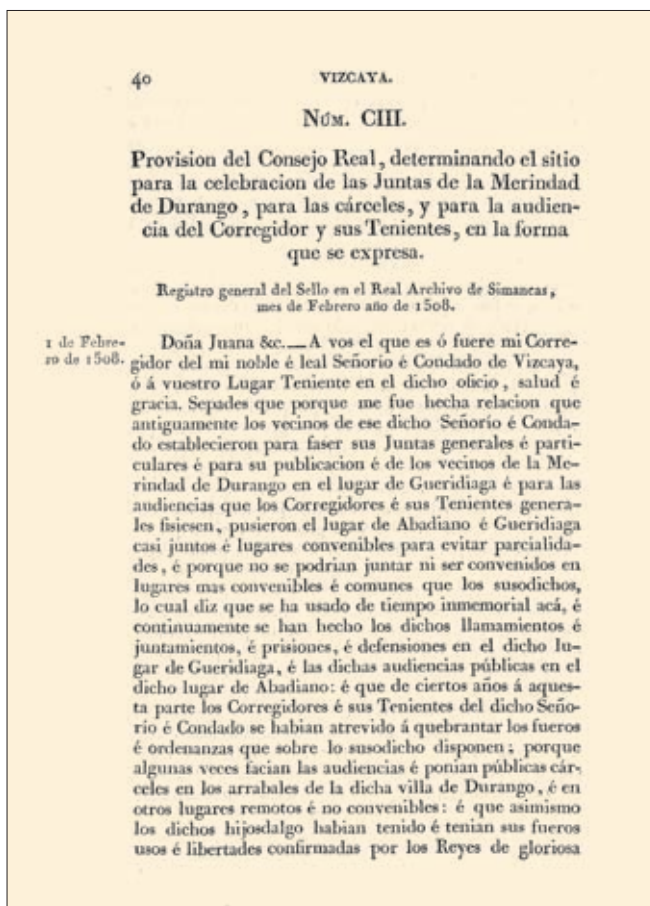 40 VIZCAYA.
NÚM. CIII.
Provision del Consejo Real, determinando el sitio
para la celebracion de las Juntas de la Merindad
de Durango, para las cárceles, y para la audien-
cia del Corregidor y sus Tenientes, en la forma
que se expresa.
Registro general del Sello en el Real Archivo de Simancas,
mes de Febrero año de 1508.
1 de Febre-
ro de 1508.
Doña Juana &c.—A vos el que es ó fuere mi Corre-
gidor del mi noble é leal Señorio é Condado de Vizcaya,
ó á vuestro Lugar Teniente en el dicho oficio, salud é
gracia. Sepades que porque me fue hecha relacion que
antiguamente los vecinos de ese dicho Señorío é Conda-
do establecieron para faser sus Juntas generales é parti-
culares é para su publicacion é de los vecinos de la Me-
rindad de Durango en el lugar de Gueridiaga é para las
audiencias que los Corregidores é sus Tenientes genera-
les fisiesen, pusieron el lugar de Abadiano é Gueridiaga
casi juntos é lugares convenibles para evitar parcialida-
des, é porque no se podrian juntar ni ser convenidos en
lugares mas convenibles é comunes que los susodichos,
lo cual diz que se ha usado de tiempo inmemorial acá, é
continuamente se han hecho los dichos llamamientos é
juntamientos, é prisiones, é defensiones en el dicho lu-
gar de Gueridiaga, é las dichas audiencias públicas en el
dicho lugar de Abadiano: é que de ciertos años á aques-
ta parte los Corregidores é sus Tenientes del dicho Seño-
río é Condado se habian atrevido á quebrantar los fueros
é ordenanzas que sobre lo susodicho disponen; porque
algunas veces facian las audiencias é ponian públicas cár-
celes en los arrabales de la dicha villa de Durango, é en
otros lugares remotos é no convenibles: é que asimismo
los dichos hijosdalgo habian tenido é tenian sus fueros
usos é libertades confirmadas por los Reyes de gloriosa